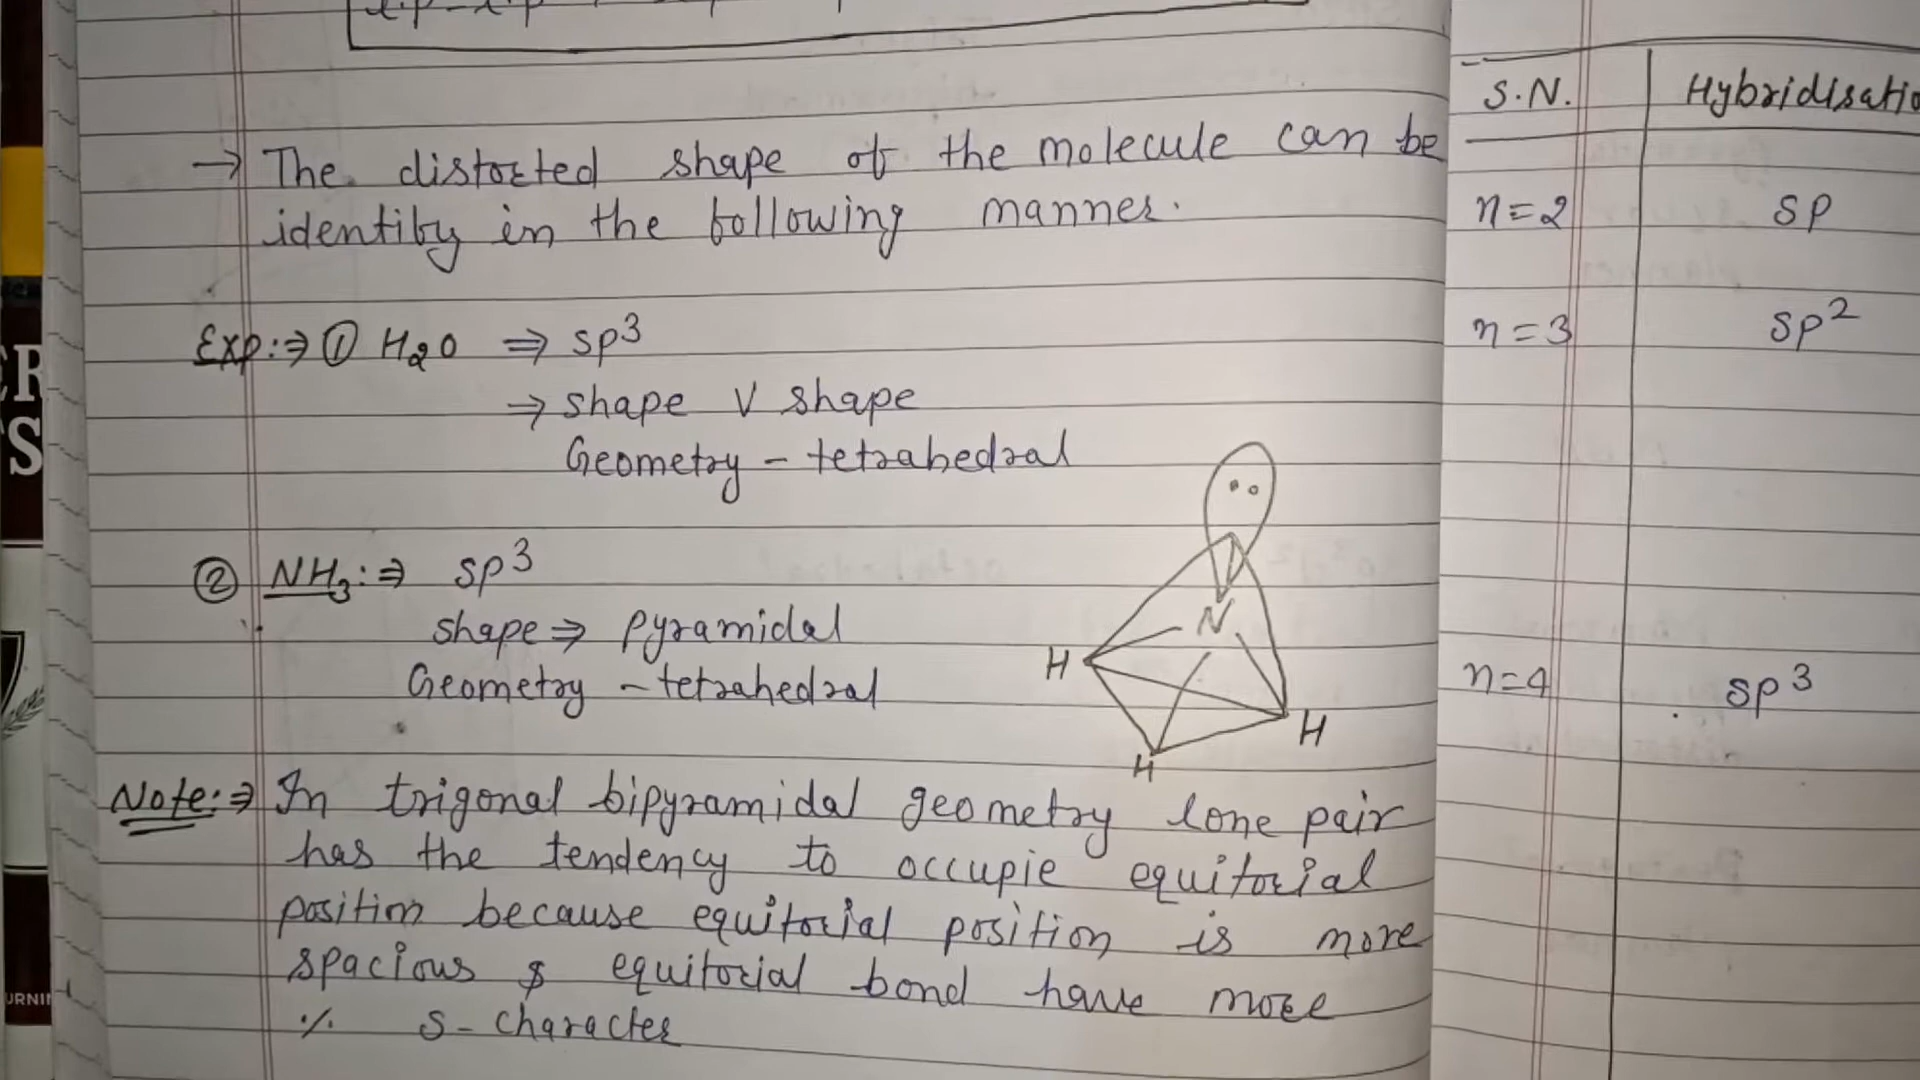 → The distorted shape of the molecule can be
identity in the following manner.
Exp:⇒ ① H2O ⇒ sp³
→ shape V shape
Geometry - tetrahedral
② NH3:⇒ sp³
shape ⇒ pyramidal
Geometry - tetrahedral
N
H
H
H
Note:⇒ In trigonal bipyramidal geometry lone pair
has the tendency to occupie equitorial
position because equitorial position is more
spacious & equitorial bond have more
% s-character
S.N. Hybridisatio
n=2 sp
n=3 sp²
n=4 sp³
URNI